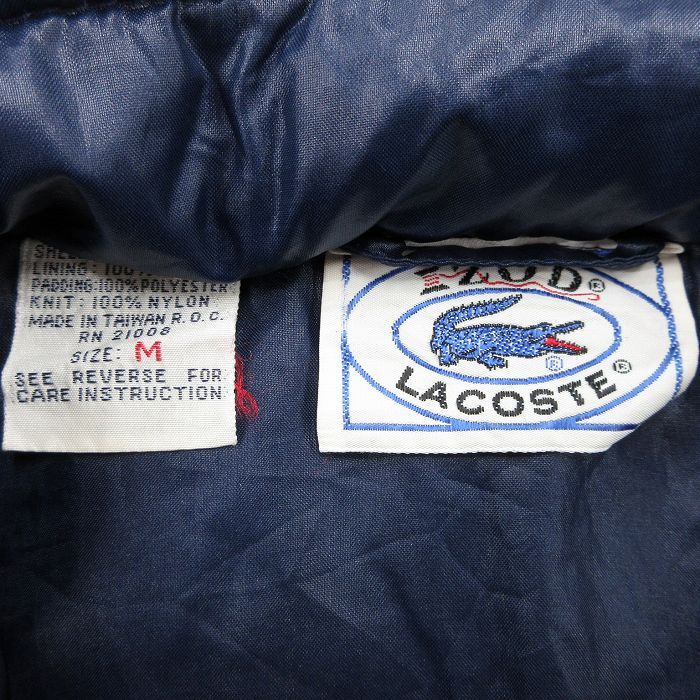 LINING: 100%
PADDING: 100% POLYESTER
KNIT: 100% NYLON
MADE IN TAIWAN R.O.C.
RN 21008
SIZE: M
SEE REVERSE FOR
CARE INSTRUCTION
IZOD®
®
LACOSTE®